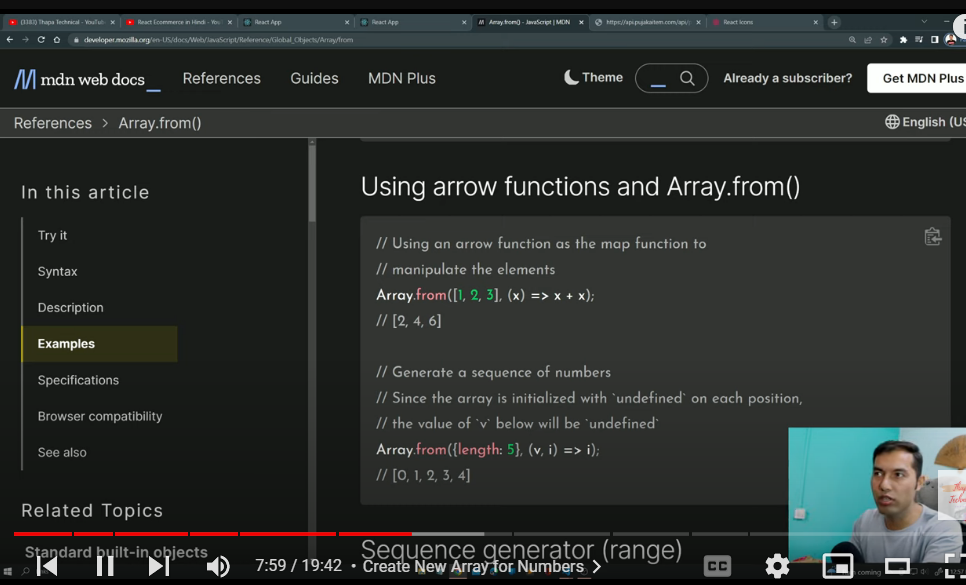 (3383) Thapa Technical - YouTub
React Ecommerce in Hindi - You
React App
React App
Array.from() - JavaScript | MDN
https://api.pujakaitem.com/api/p
React Icons
developer.mozilla.org/en-US/docs/Web/JavaScript/Reference/Global_Objects/Array/from
mdn web docs
References
Guides
MDN Plus
Theme
Already a subscriber?
Get MDN Plus
References > Array.from()
English (US
In this article
Try it
Syntax
Description
Examples
Specifications
Browser compatibility
See also
Related Topics
Standard built-in objects
Using arrow functions and Array.from()
// Using an arrow function as the map function to
// manipulate the elements
Array.from([1, 2, 3], (x) => x + x);
// [2, 4, 6]
// Generate a sequence of numbers
// Since the array is initialized with `undefined` on each position,
// the value of `v` below will be `undefined`
Array.from({length: 5}, (v, i) => i);
// [0, 1, 2, 3, 4]
Sequence generator (range)
7:59 / 19:42 • Create New Array for Numbers >
CC
coming